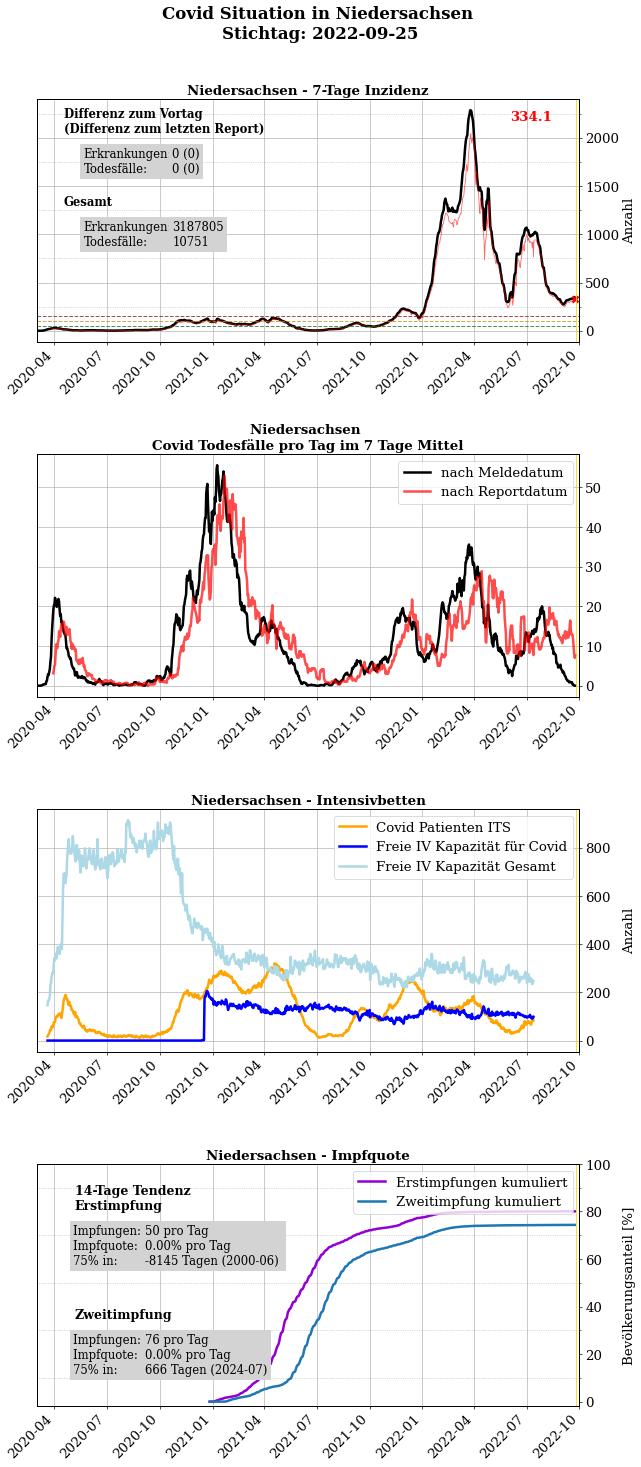 Covid Situation in Niedersachsen
Stichtag: 2022-09-25
Niedersachsen - 7-Tage Inzidenz
Differenz zum Vortag
(Differenz zum letzten Report)
Erkrankungen 0 (0)
Todesfälle: 0 (0)
Gesamt
Erkrankungen 3187805
Todesfälle: 10751
334.1
2000
1500
1000
500
0
Anzahl
2020-04 2020-07 2020-10 2021-01 2021-04 2021-07 2021-10 2022-01 2022-04 2022-07 2022-10
Niedersachsen
Covid Todesfälle pro Tag im 7 Tage Mittel
nach Meldedatum
nach Reportdatum
50
40
30
20
10
0
2020-04 2020-07 2020-10 2021-01 2021-04 2021-07 2021-10 2022-01 2022-04 2022-07 2022-10
Niedersachsen - Intensivbetten
Covid Patienten ITS
Freie IV Kapazität für Covid
Freie IV Kapazität Gesamt
800
600
400
200
0
Anzahl
2020-04 2020-07 2020-10 2021-01 2021-04 2021-07 2021-10 2022-01 2022-04 2022-07 2022-10
Niedersachsen - Impfquote
14-Tage Tendenz
Erstimpfung
Impfungen: 50 pro Tag
Impfquote: 0.00% pro Tag
75% in: -8145 Tagen (2000-06)
Zweitimpfung
Impfungen: 76 pro Tag
Impfquote: 0.00% pro Tag
75% in: 666 Tagen (2024-07)
Erstimpfungen kumuliert
Zweitimpfung kumuliert
100
80
60
40
20
0
Bevölkerungsanteil [%]
2020-04 2020-07 2020-10 2021-01 2021-04 2021-07 2021-10 2022-01 2022-04 2022-07 2022-10